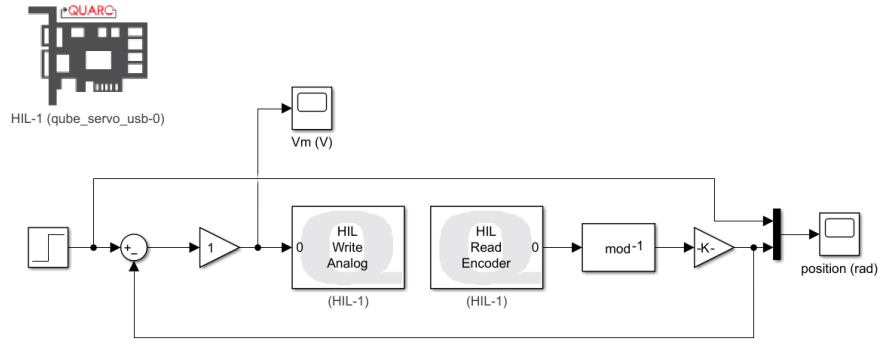 QUARC
HIL-1 (qube_servo_usb-0)
Vm (V)
+
−
1
0
HIL
Write
Analog
(HIL-1)
HIL
Read
Encoder
0
(HIL-1)
mod-1
-K-
position (rad)